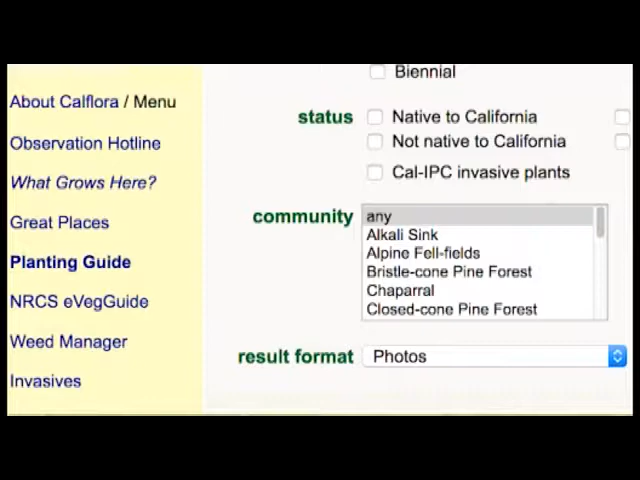 Biennial
About Calflora / Menu
status
Native to California
Observation Hotline
Not native to California
What Grows Here?
Cal-IPC invasive plants
Great Places
community
any
Alkali Sink
Alpine Fell-fields
Planting Guide
Bristle-cone Pine Forest
Chaparral
NRCS eVegGuide
Closed-cone Pine Forest
Weed Manager
result format
Photos
Invasives